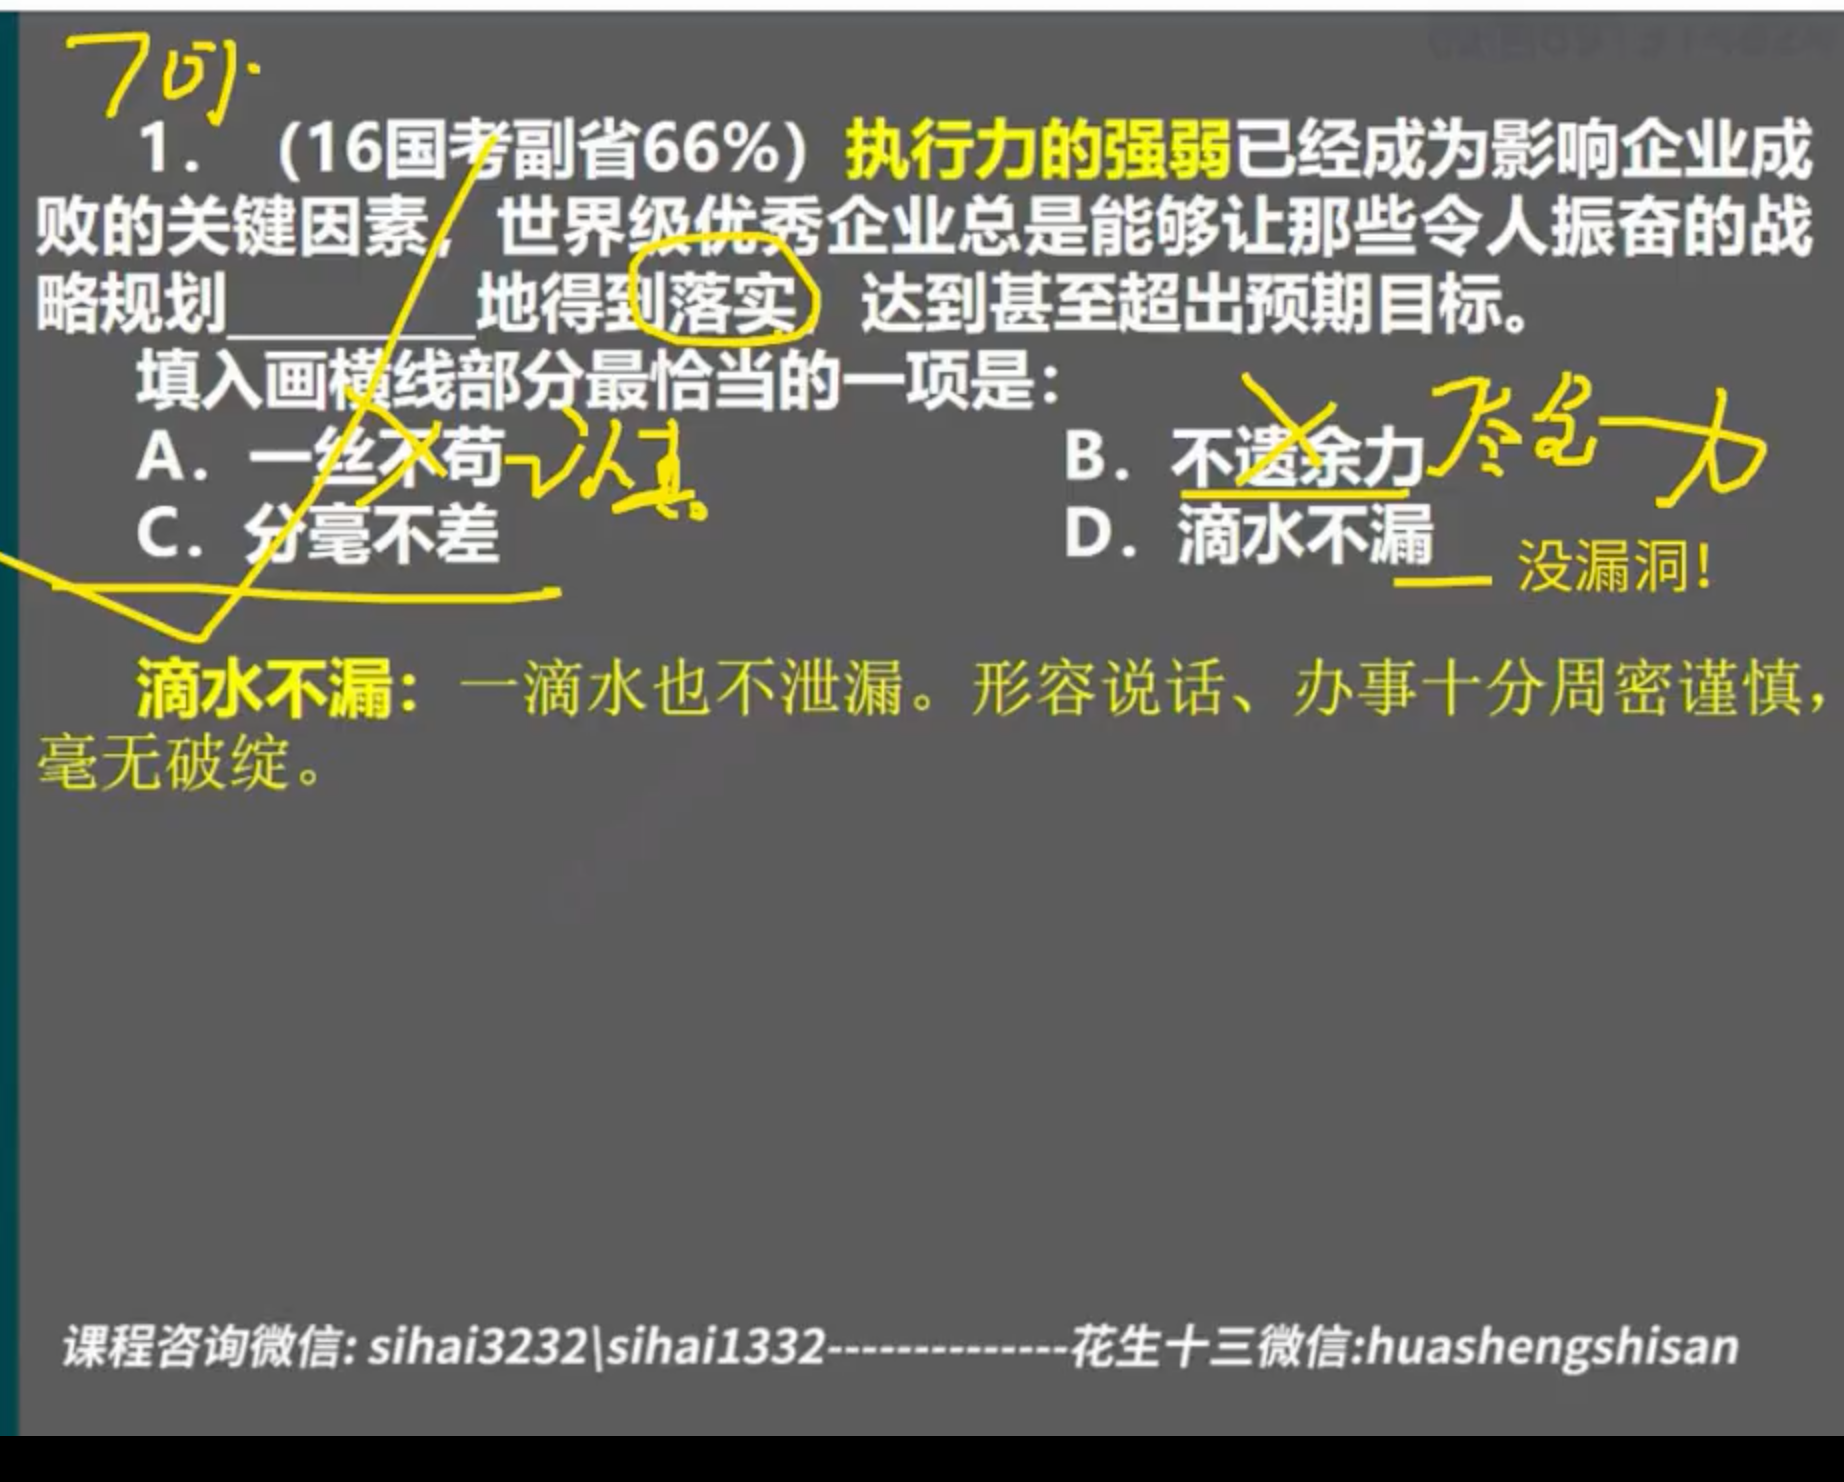 1. （16国考副省66%）执行力的强弱已经成为影响企业成
败的关键因素，世界级优秀企业总是能够让那些令人振奋的战
略规划________地得到落实，达到甚至超出预期目标。
填入画横线部分最恰当的一项是：
A. 一丝不苟 认真 B. 不遗余力 尽全力
C. 分毫不差 D. 滴水不漏 没漏洞！
滴水不漏：一滴水也不泄漏。形容说话、办事十分周密谨慎，
毫无破绽。
课程咨询微信: sihai3232\sihai1332--------------花生十三微信:huashengshisan